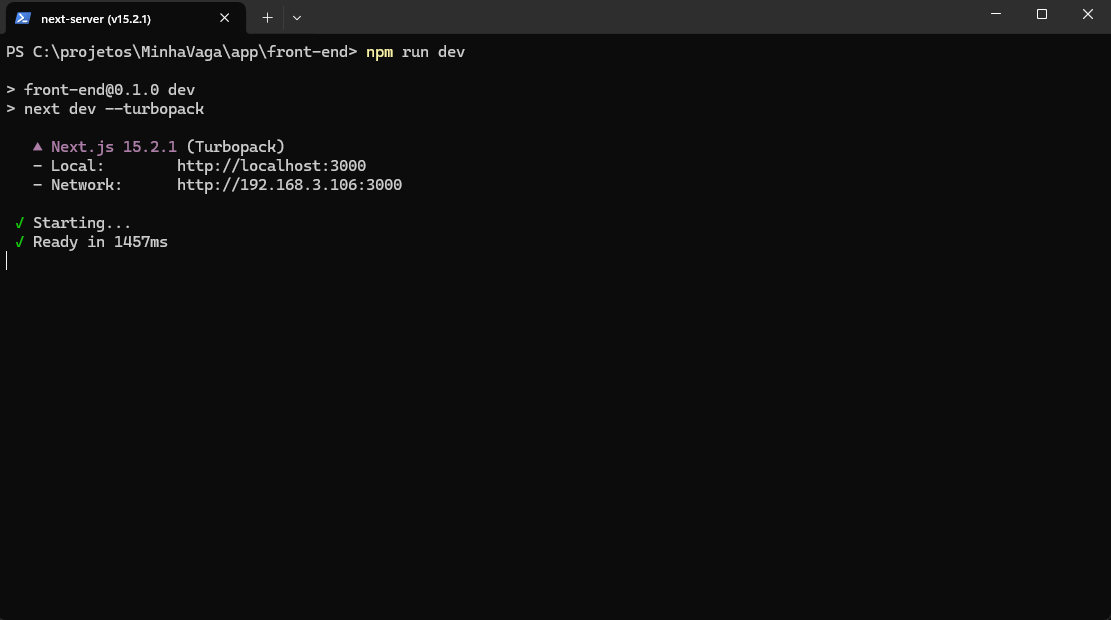 next-server (v15.2.1)
PS C:\projetos\MinhaVaga\app\front-end> npm run dev
> front-end@0.1.0 dev
> next dev --turbopack
▲ Next.js 15.2.1 (Turbopack)
- Local:        http://localhost:3000
- Network:      http://192.168.3.106:3000
✓ Starting...
✓ Ready in 1457ms